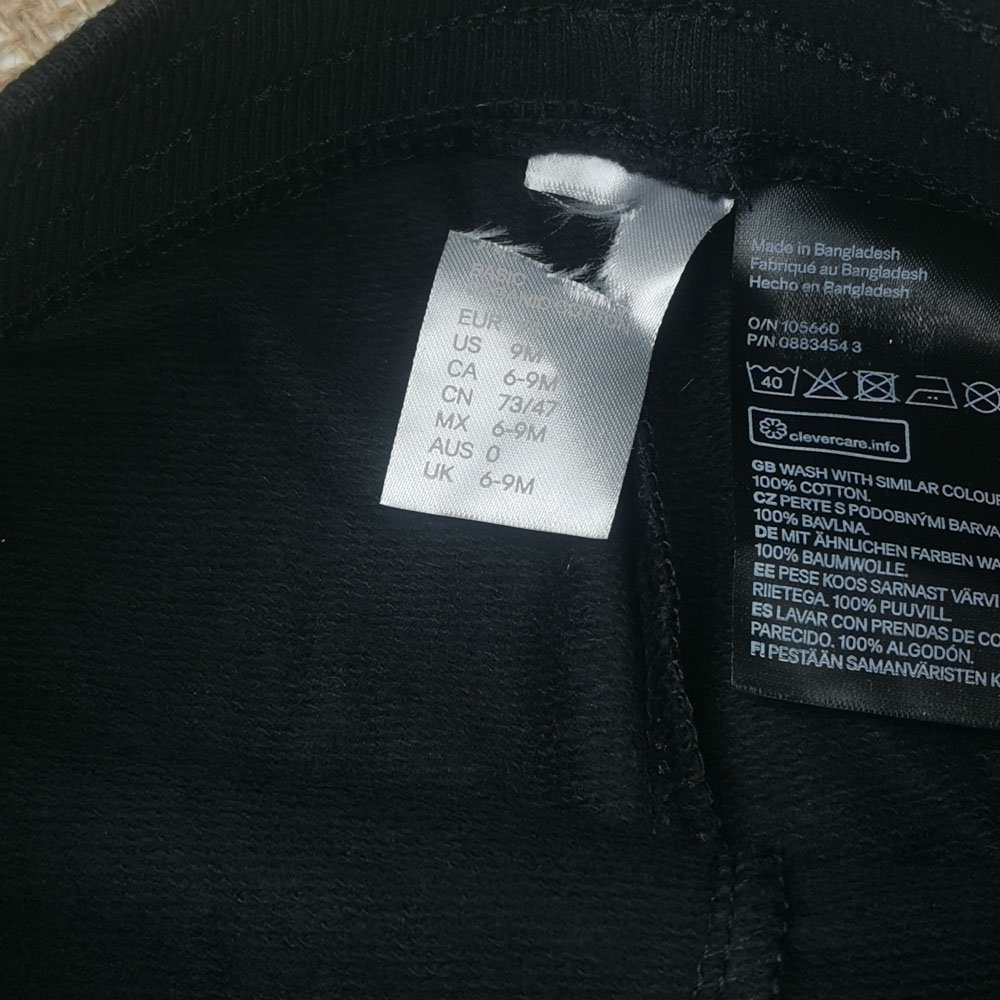 BASIC
EUR
US 9M
CA 6-9M
CN 73/47
MX 6-9M
AUS 0
UK 6-9M
Made in Bangladesh
Fabriqué au Bangladesh
Hecho en Bangladesh
O/N 105660
P/N 0883454 3
40
clevercare.info
GB WASH WITH SIMILAR COLOU
100% COTTON.
CZ PERTE S PODOBNÝMI BARVA
100% BAVLNA.
DE MIT ÄHNLICHEN FARBEN WA
100% BAUMWOLLE.
EE PESE KOOS SARNAST VÄRVI
RIIETEGA. 100% PUUVILL
ES LAVAR CON PRENDAS DE CO
PARECIDO. 100% ALGODÓN.
FI PESTÄÄN SAMANVÄRISTEN K